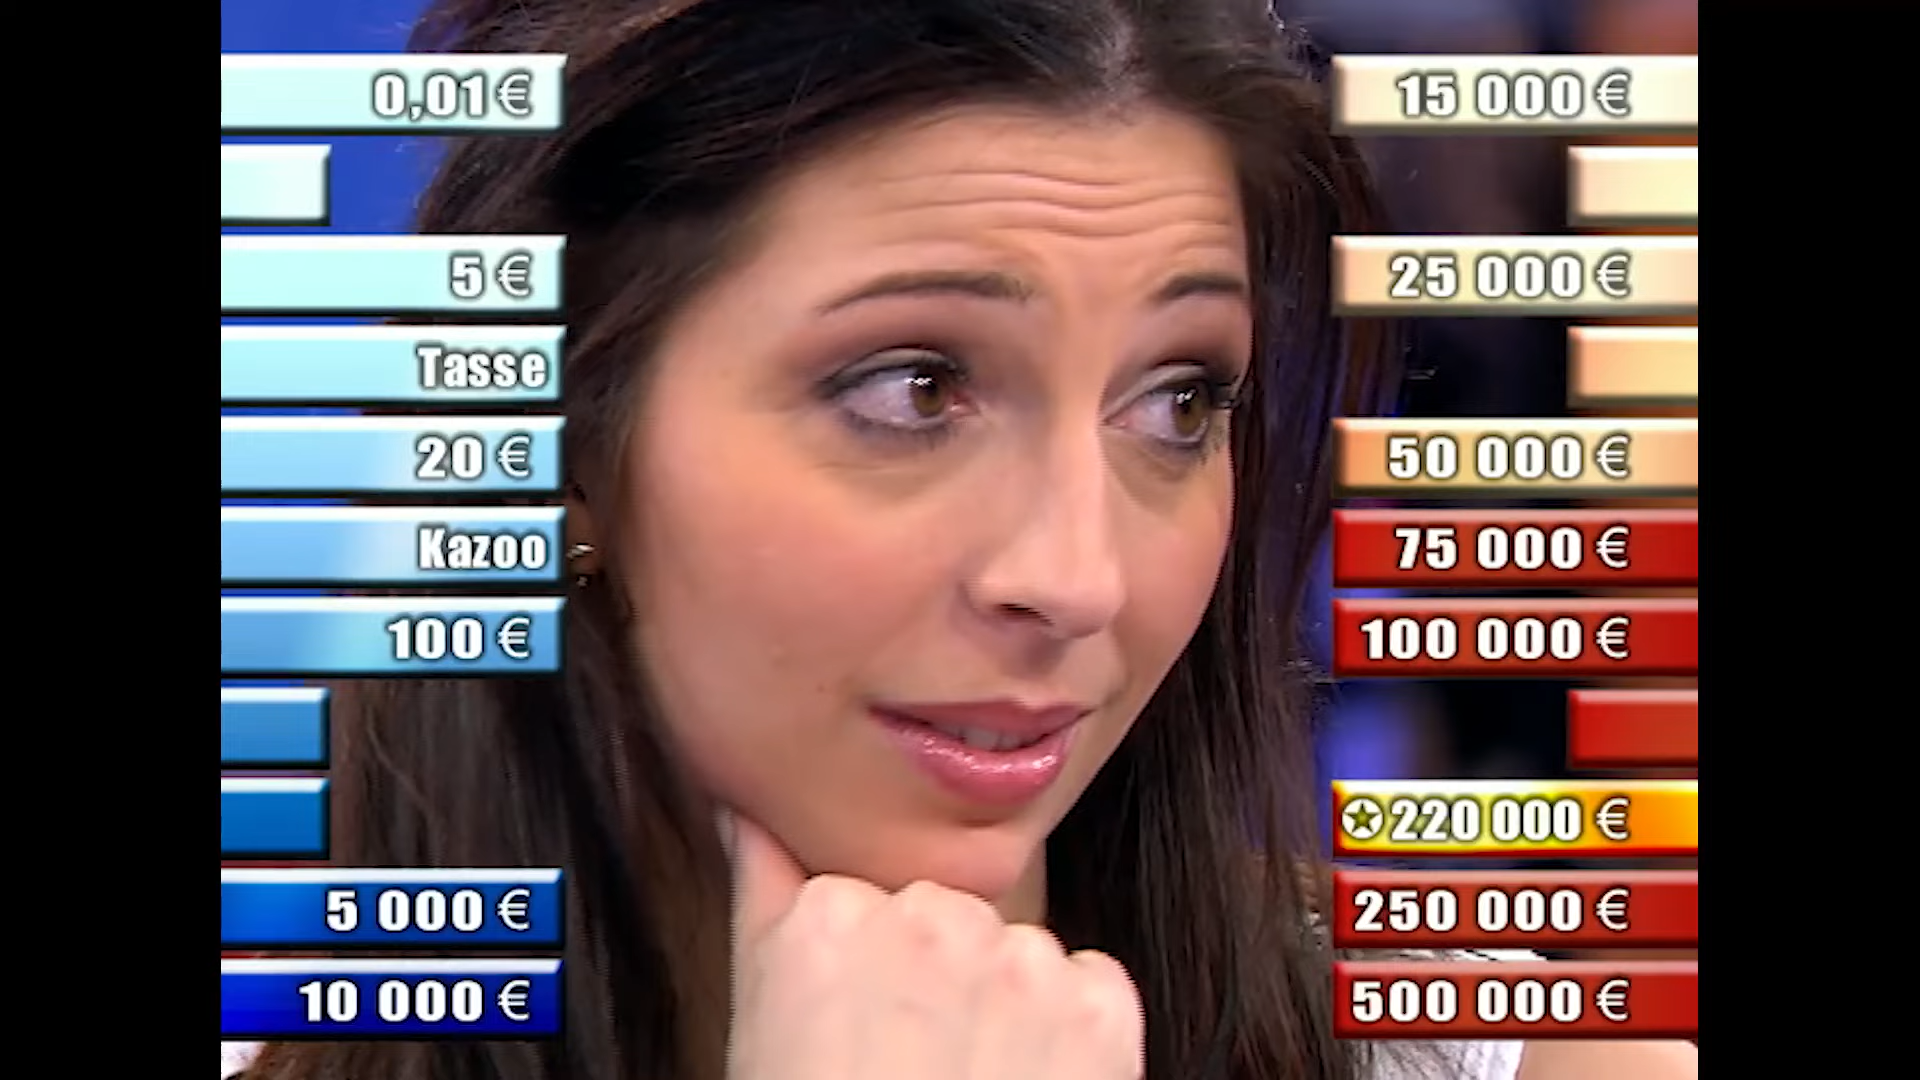 0,01 €
5 €
Tasse
20 €
Kazoo
100 €
5 000 €
10 000 €
15 000 €
25 000 €
50 000 €
75 000 €
100 000 €
220 000 €
250 000 €
500 000 €